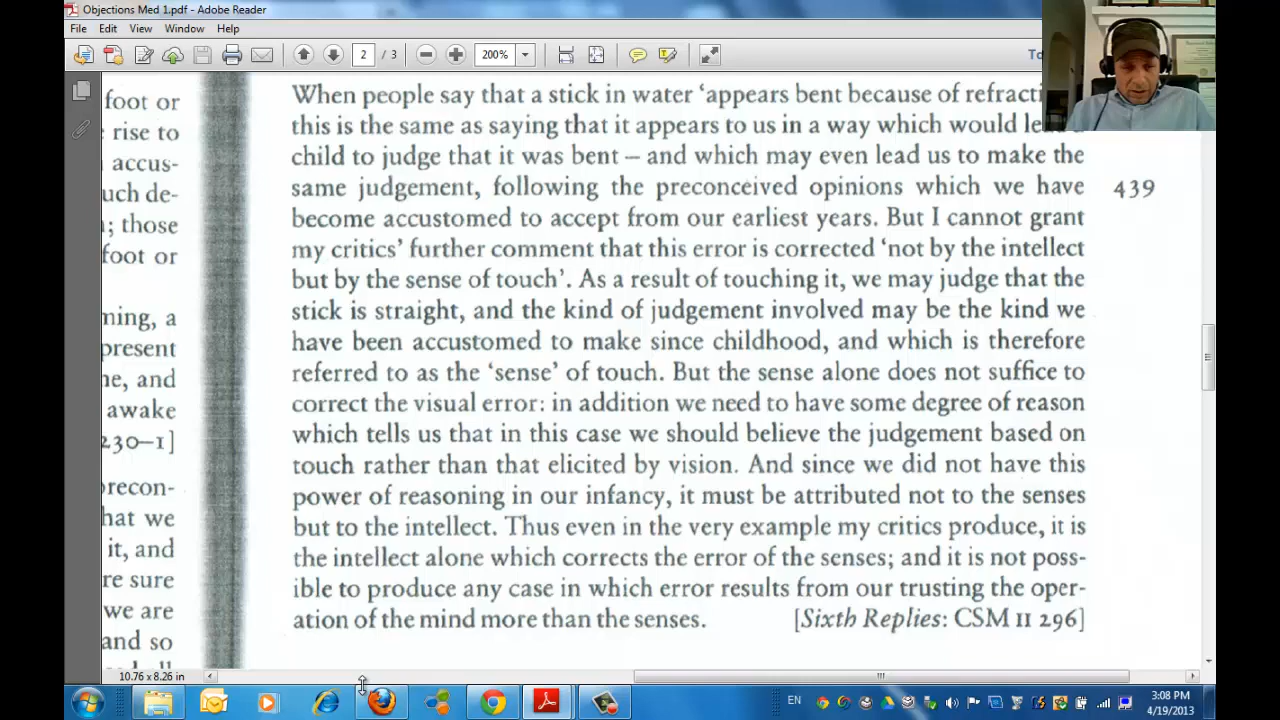 Objections Med 1.pdf - Adobe Reader
File Edit View Window Help
2 / 3
200%
foot or
rise to
accus-
uch de-
; those
foot or
ning, a
present
ne, and
awake
230–1]
recon-
hat we
it, and
re sure
we are
and so
When people say that a stick in water ‘appears bent because of
this is the same as saying that it appears to us in a way which would
child to judge that it was bent – and which may even lead us to make the
same judgement, following the preconceived opinions which we have 439
become accustomed to accept from our earliest years. But I cannot grant
my critics’ further comment that this error is corrected ‘not by the intellect
but by the sense of touch’. As a result of touching it, we may judge that the
stick is straight, and the kind of judgement involved may be the kind we
have been accustomed to make since childhood, and which is therefore
referred to as the ‘sense’ of touch. But the sense alone does not suffice to
correct the visual error: in addition we need to have some degree of reason
which tells us that in this case we should believe the judgement based on
touch rather than that elicited by vision. And since we did not have this
power of reasoning in our infancy, it must be attributed not to the senses
but to the intellect. Thus even in the very example my critics produce, it is
the intellect alone which corrects the error of the senses; and it is not poss-
ible to produce any case in which error results from our trusting the oper-
ation of the mind more than the senses. [Sixth Replies: CSM II 296]
10.76 x 8.26 in
EN
3:08 PM
4/19/2013